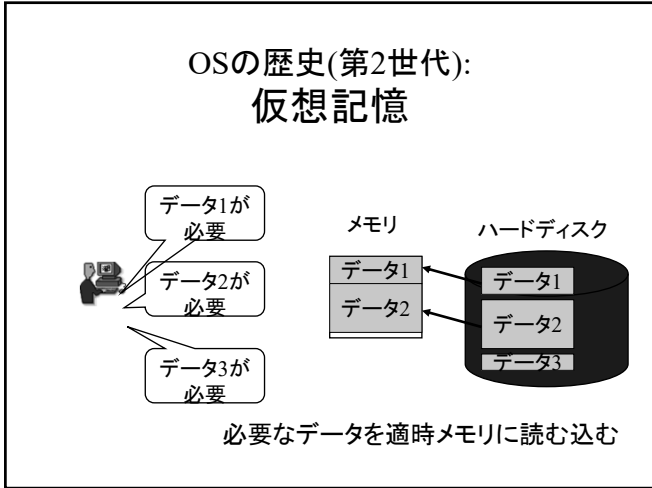 OSの歴史(第2世代):
仮想記憶
データ1が
必要
データ2が
必要
データ3が
必要
メモリ
データ1
データ2
ハードディスク
データ1
データ2
データ3
必要なデータを適時メモリに読む込む